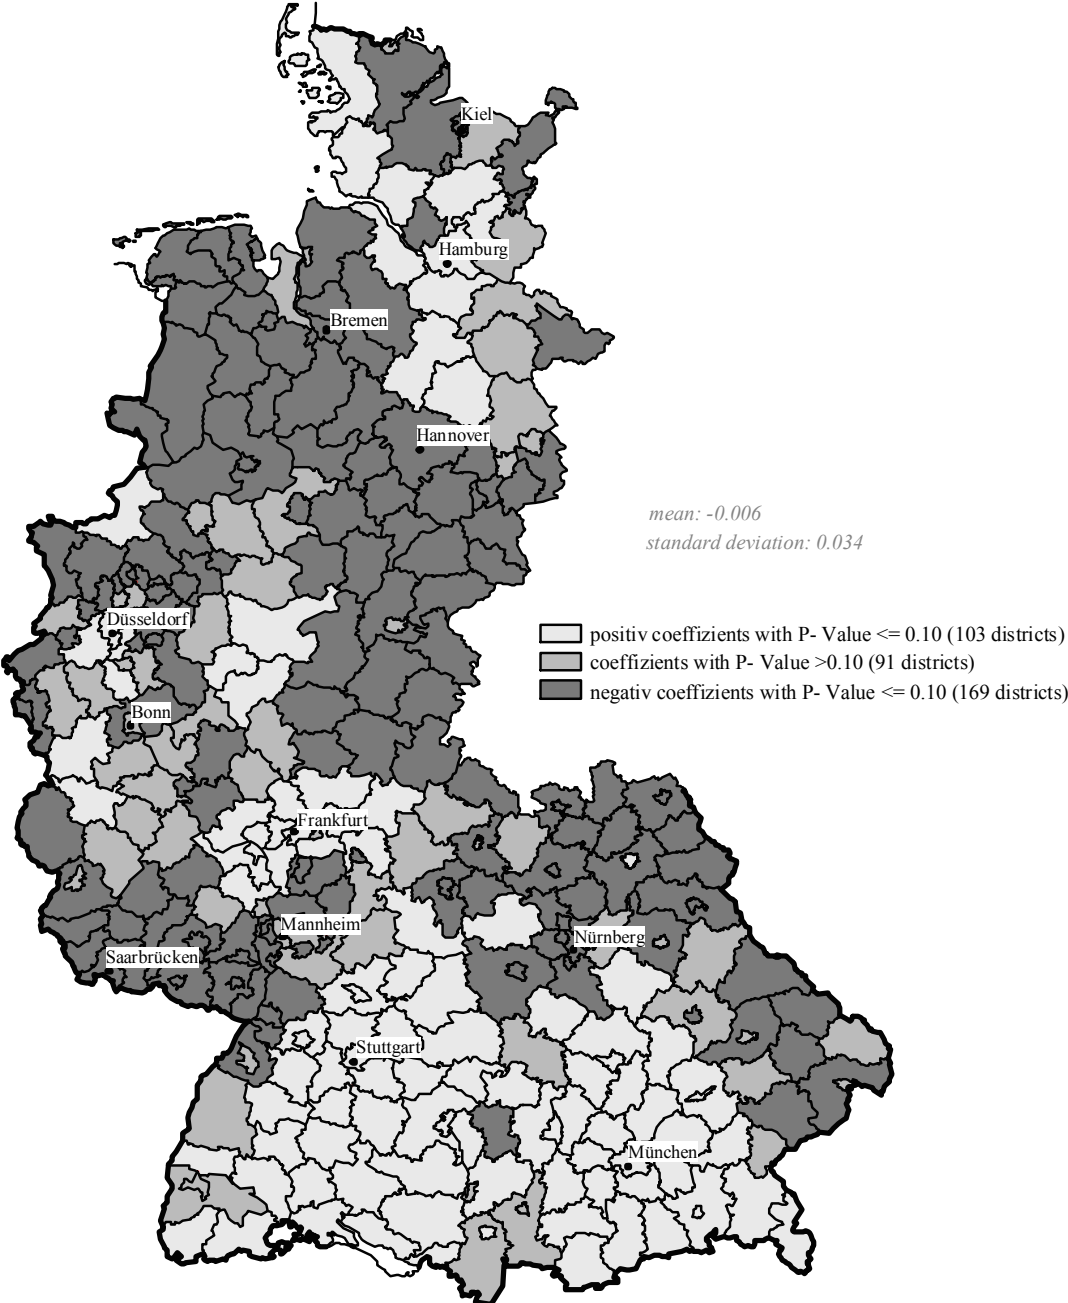 Kiel
Hamburg
Bremen
Hannover
mean: -0.006
standard deviation: 0.034
Düsseldorf
positiv coeffizients with P- Value <= 0.10 (103 districts)
coeffizients with P- Value >0.10 (91 districts)
negativ coeffizients with P- Value <= 0.10 (169 districts)
Bonn
Frankfurt
Mannheim
Nürnberg
Saarbrücken
Stuttgart
München